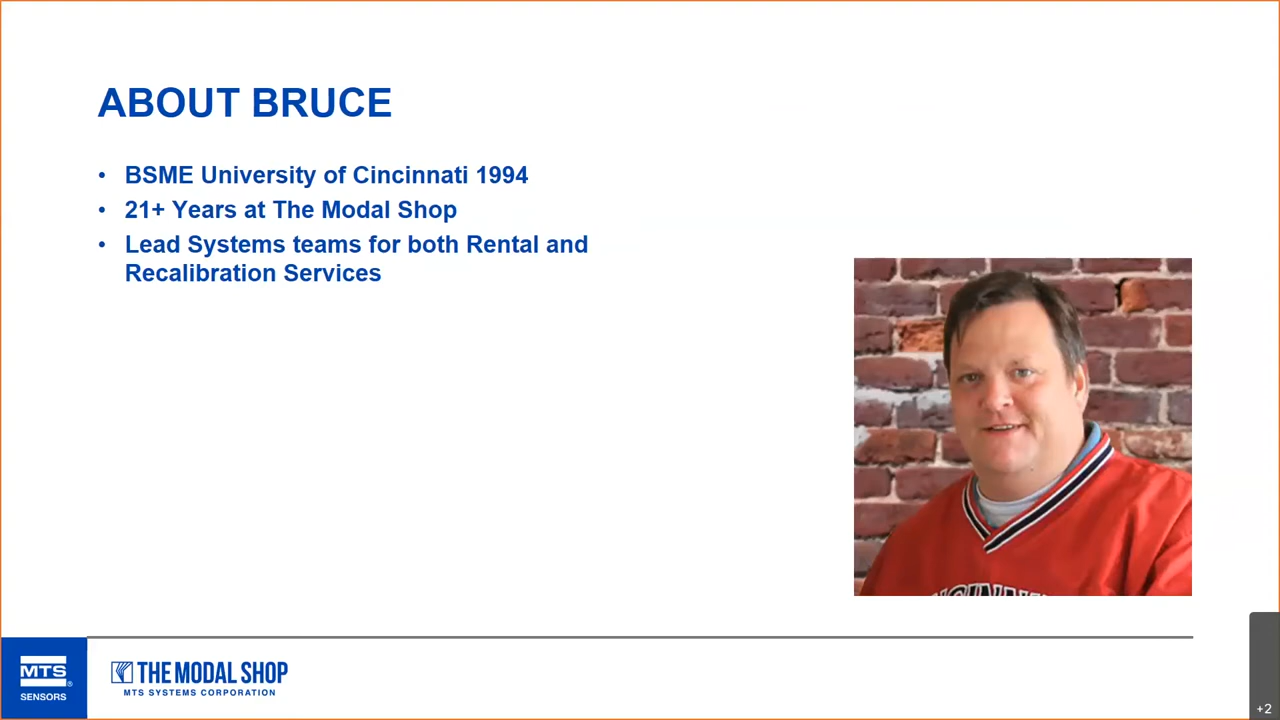 ABOUT BRUCE
• BSME University of Cincinnati 1994
• 21+ Years at The Modal Shop
• Lead Systems teams for both Rental and
Recalibration Services
MTS®
SENSORS
THE MODAL SHOP
MTS SYSTEMS CORPORATION
+2